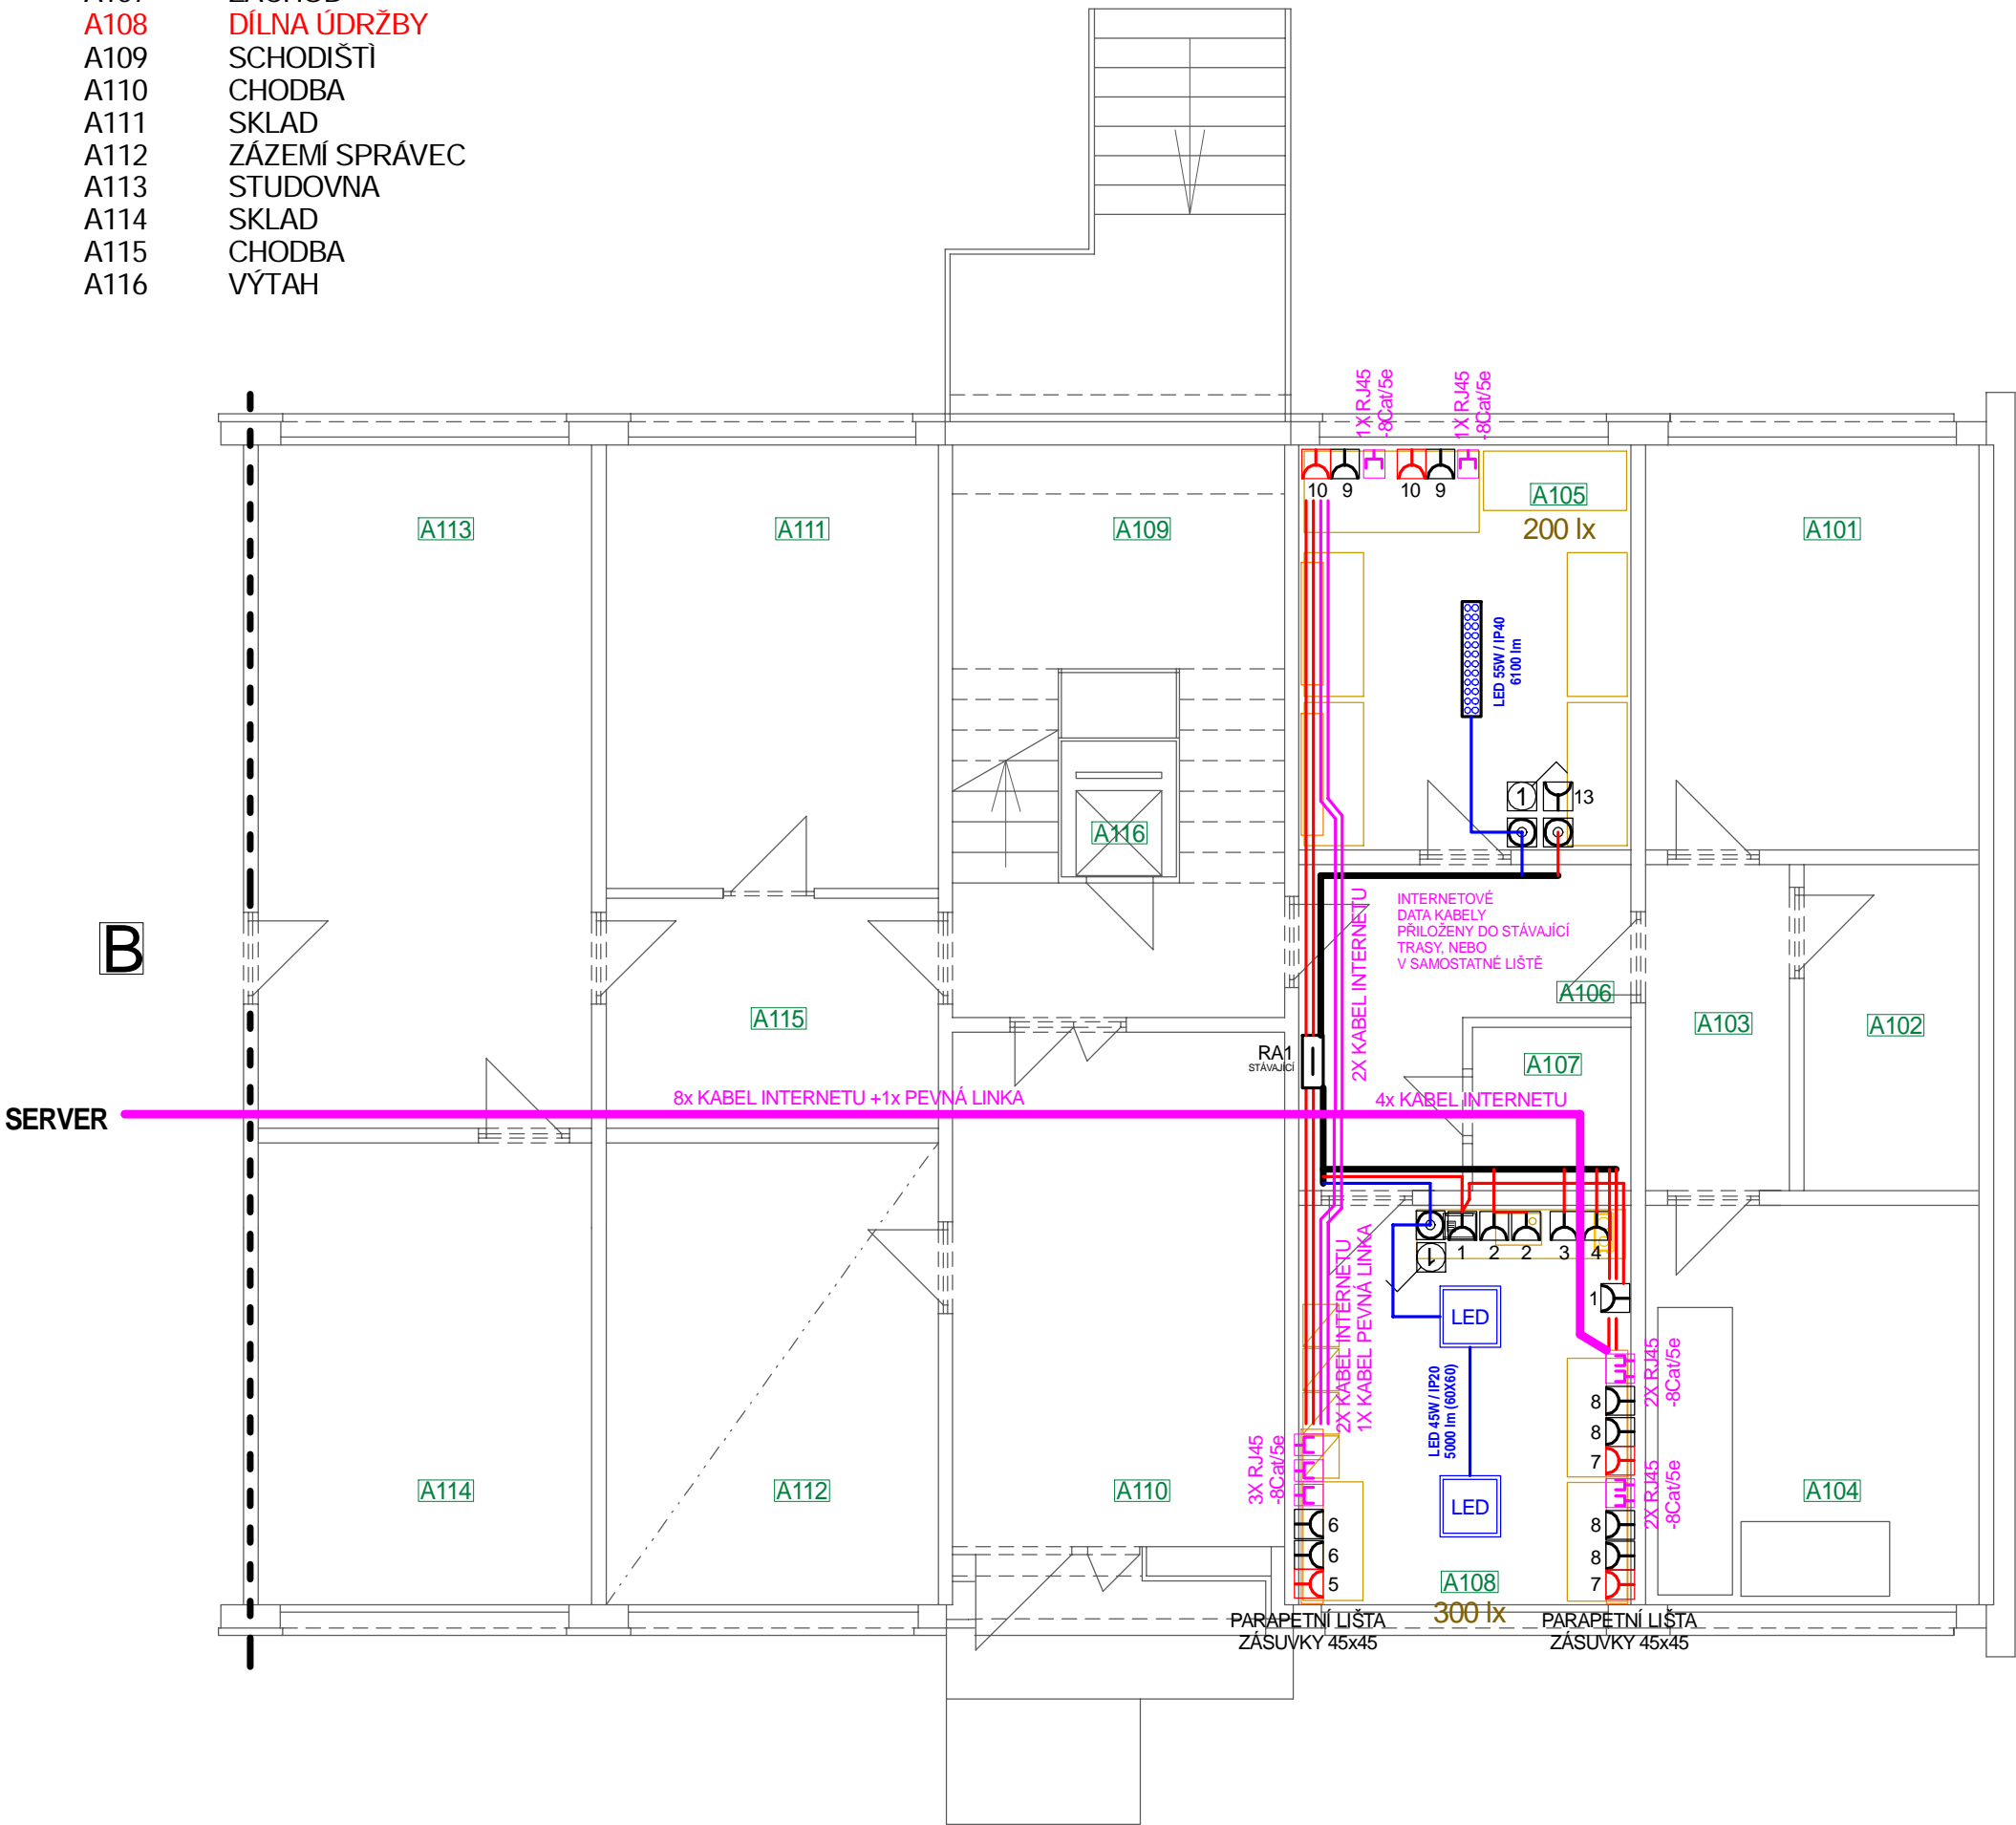 A107 ZÁCHOD
A108 DÍLNA ÚDRŽBY
A109 SCHODIŠTÌ
A110 CHODBA
A111 SKLAD
A112 ZÁZEMÍ SPRÁVEC
A113 STUDOVNA
A114 SKLAD
A115 CHODBA
A116 VÝTAH
1X RJ45
-8Cat/5e
1X RJ45
-8Cat/5e
10 9 10 9
A105
200 lx
A113
A111
A109
A101
LED 55W / IP40
6100 lm
1
13
A116
2X KABEL INTERNETU
INTERNETOVÉ
DATA KABELY
PŘILOŽENY DO STÁVAJÍCÍ
TRASY, NEBO
V SAMOSTATNÉ LIŠTĚ
B
A106
A115
A103
A102
RA1
STÁVAJÍCÍ
A107
SERVER
8x KABEL INTERNETU +1x PEVNÁ LINKA
4x KABEL INTERNETU
1
1 2 2 3 4
1
2X KABEL INTERNETU
1X KABEL PEVNÁ LINKA
LED
LED 45W / IP20
5000 lm (60X60)
2X RJ45
-8Cat/5e
8
8
7
3X RJ45
-8Cat/5e
2X RJ45
-8Cat/5e
LED
6
6
5
8
8
7
A114
A112
A110
A104
A108
300 lx
PARAPETNÍ LIŠTA
ZÁSUVKY 45x45
PARAPETNÍ LIŠTA
ZÁSUVKY 45x45